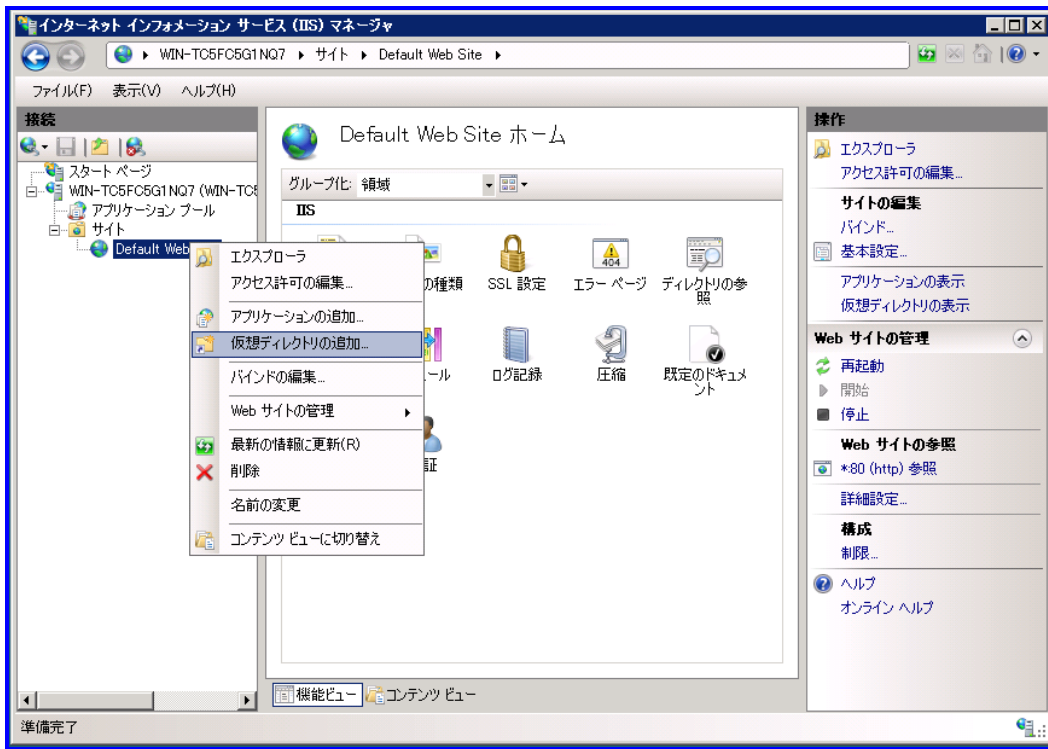 インターネット インフォメーション サービス (IIS) マネージャ
WIN-TC5FC5G1NQ7 サイト Default Web Site
ファイル(F) 表示(V) ヘルプ(H)
接続
スタート ページ
WIN-TC5FC5G1NQ7 (WIN-TC5
アプリケーション プール
サイト
Default Web
エクスプローラ
アクセス許可の編集...
アプリケーションの追加...
仮想ディレクトリの追加...
バインドの編集...
Web サイトの管理
最新の情報に更新(R)
削除
名前の変更
コンテンツ ビューに切り替え
Default Web Site ホーム
グループ化: 領域
IIS
の種類
SSL 設定
404
エラー ページ
ディレクトリの参
照
ール
ログ記録
圧縮
既定のドキュメ
ント
証
機能ビュー コンテンツ ビュー
操作
エクスプローラ
アクセス許可の編集...
サイトの編集
バインド...
基本設定...
アプリケーションの表示
仮想ディレクトリの表示
Web サイトの管理
再起動
開始
停止
Web サイトの参照
*:80 (http) 参照
詳細設定...
構成
制限...
ヘルプ
オンライン ヘルプ
準備完了